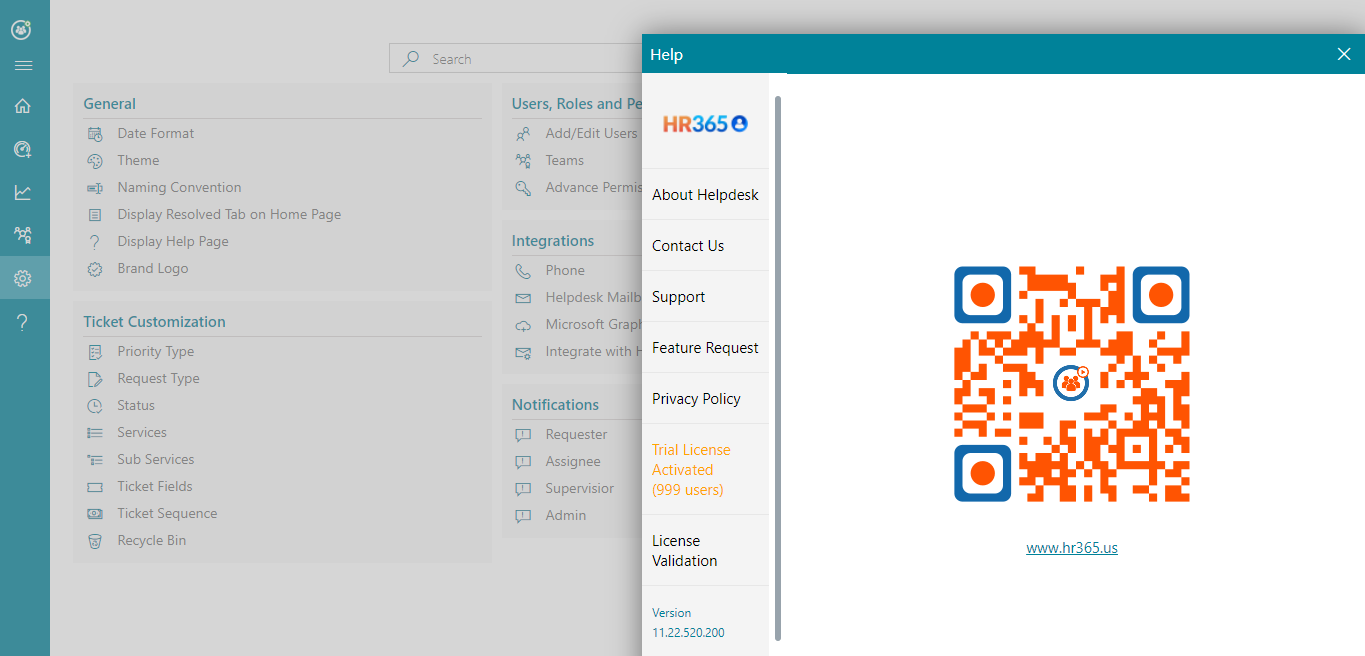 Search
General
Date Format
Theme
Naming Convention
Display Resolved Tab on Home Page
Display Help Page
Brand Logo
Ticket Customization
Priority Type
Request Type
Status
Services
Sub Services
Ticket Fields
Ticket Sequence
Recycle Bin
Users, Roles and Pe
Add/Edit Users
Teams
Advance Permis
Integrations
Phone
Helpdesk Mailb
Microsoft Graph
Integrate with H
Notifications
Requester
Assignee
Supervisior
Admin
Help
HR365
About Helpdesk
Contact Us
Support
Feature Request
Privacy Policy
Trial License
Activated
(999 users)
License
Validation
Version
11.22.520.200
www.hr365.us